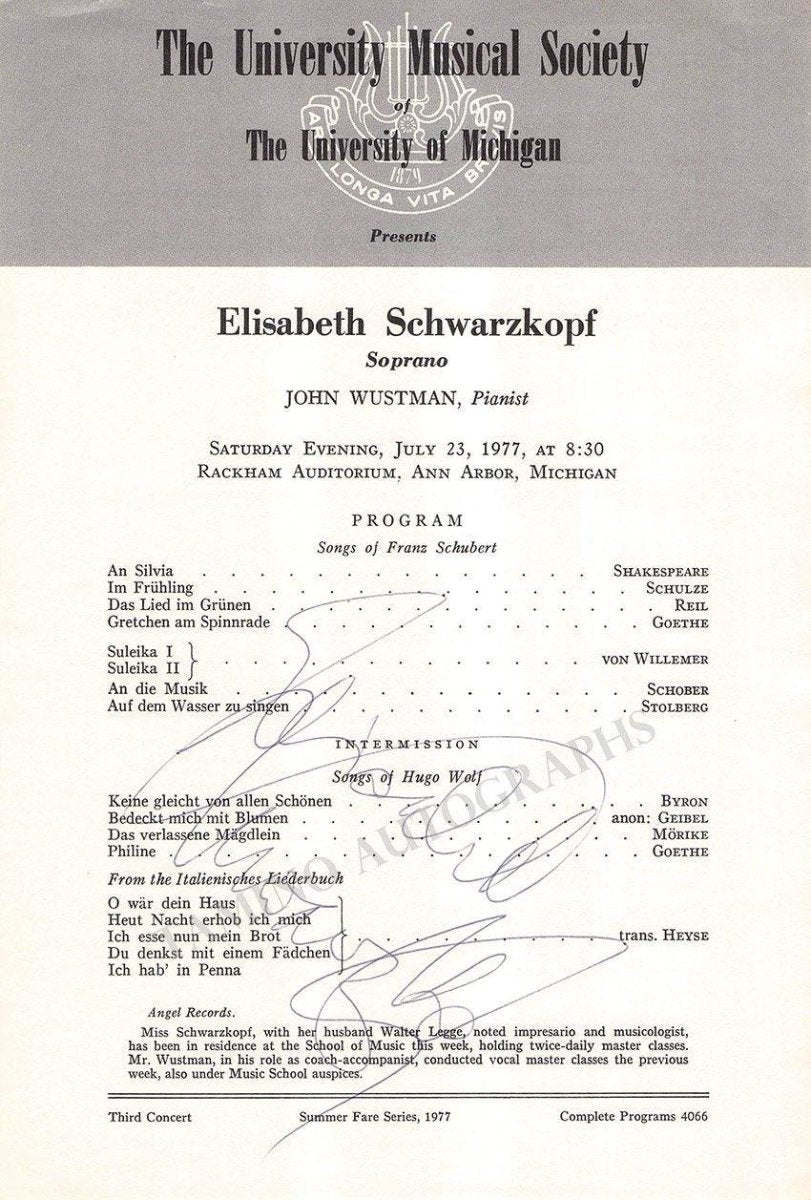 The University Musical Society
of
The University of Michigan
ARS LONGA VITA BREVIS
1879
Presents
Elisabeth Schwarzkopf
Soprano
JOHN WUSTMAN, Pianist
SATURDAY EVENING, JULY 23, 1977, AT 8:30
RACKHAM AUDITORIUM, ANN ARBOR, MICHIGAN
PROGRAM
Songs of Franz Schubert
An Silvia . . . . . . . . . . . . . SHAKESPEARE
Im Frühling . . . . . . . . . . . . . SCHULZE
Das Lied im Grünen . . . . . . . . . . . . . REIL
Gretchen am Spinnrade . . . . . . . . . . . . GOETHE
Suleika I
Suleika II } . . . . . . . . . . . . VON WILLEMER
An die Musik . . . . . . . . . . . . SCHOBER
Auf dem Wasser zu singen . . . . . . . . . . . STOLBERG
INTERMISSION
Songs of Hugo Wolf
Keine gleicht von allen Schönen . . . . . . . . . . BYRON
Bedeckt mich mit Blumen . . . . . . . . . anon: GEIBEL
Das verlassene Mägdlein . . . . . . . . . . . MÖRIKE
Philine . . . . . . . . . . . . . . GOETHE
From the Italienisches Liederbuch
O wär dein Haus
Heut Nacht erhob ich mich
Ich esse nun mein Brot } . . . . . . . . trans. HEYSE
Du denkst mit einem Fädchen
Ich hab' in Penna
TAMINO AUTOGRAPHS
Angel Records.
Miss Schwarzkopf, with her husband Walter Legge, noted impresario and musicologist,
has been in residence at the School of Music this week, holding twice-daily master classes.
Mr. Wustman, in his role as coach-accompanist, conducted vocal master classes the previous
week, also under Music School auspices.
Third Concert Summer Fare Series, 1977 Complete Programs 4066